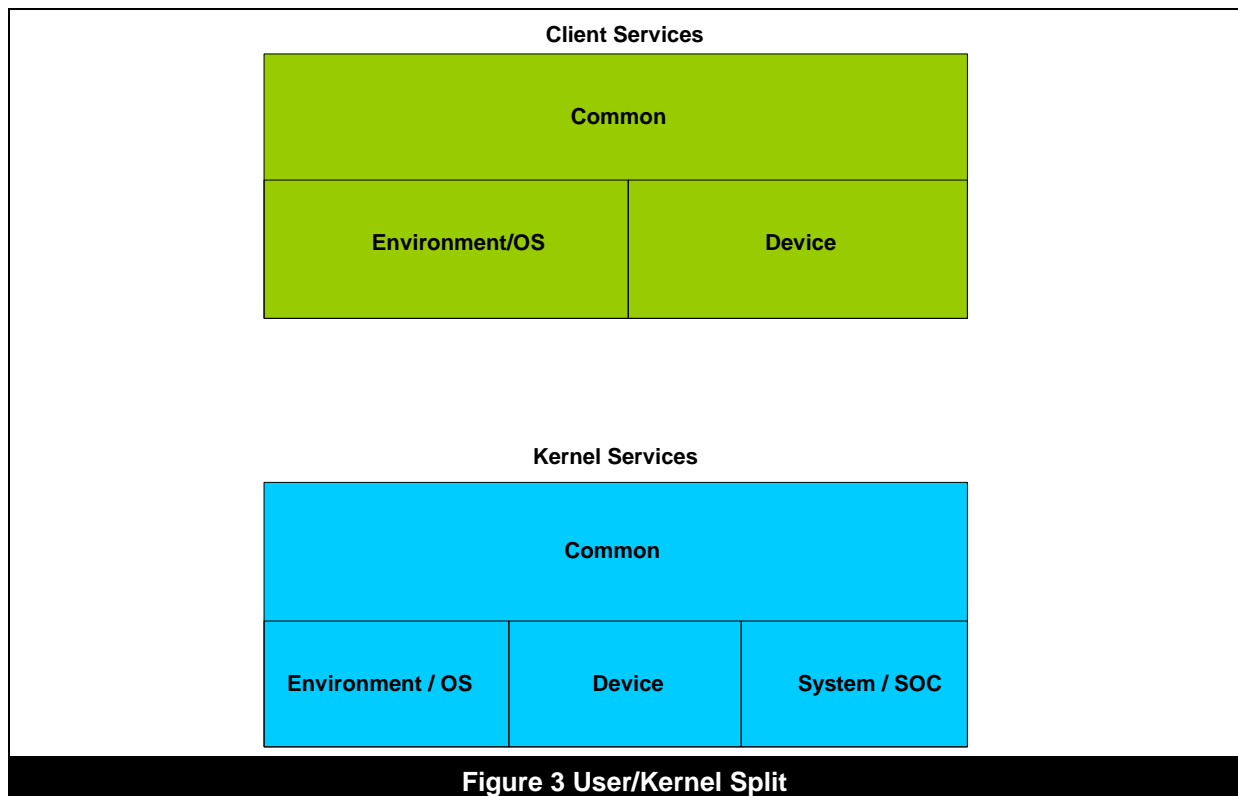 Client Services
Common
Environment/OS
Device
Kernel Services
Common
Environment / OS
Device
System / SOC
Figure 3 User/Kernel Split